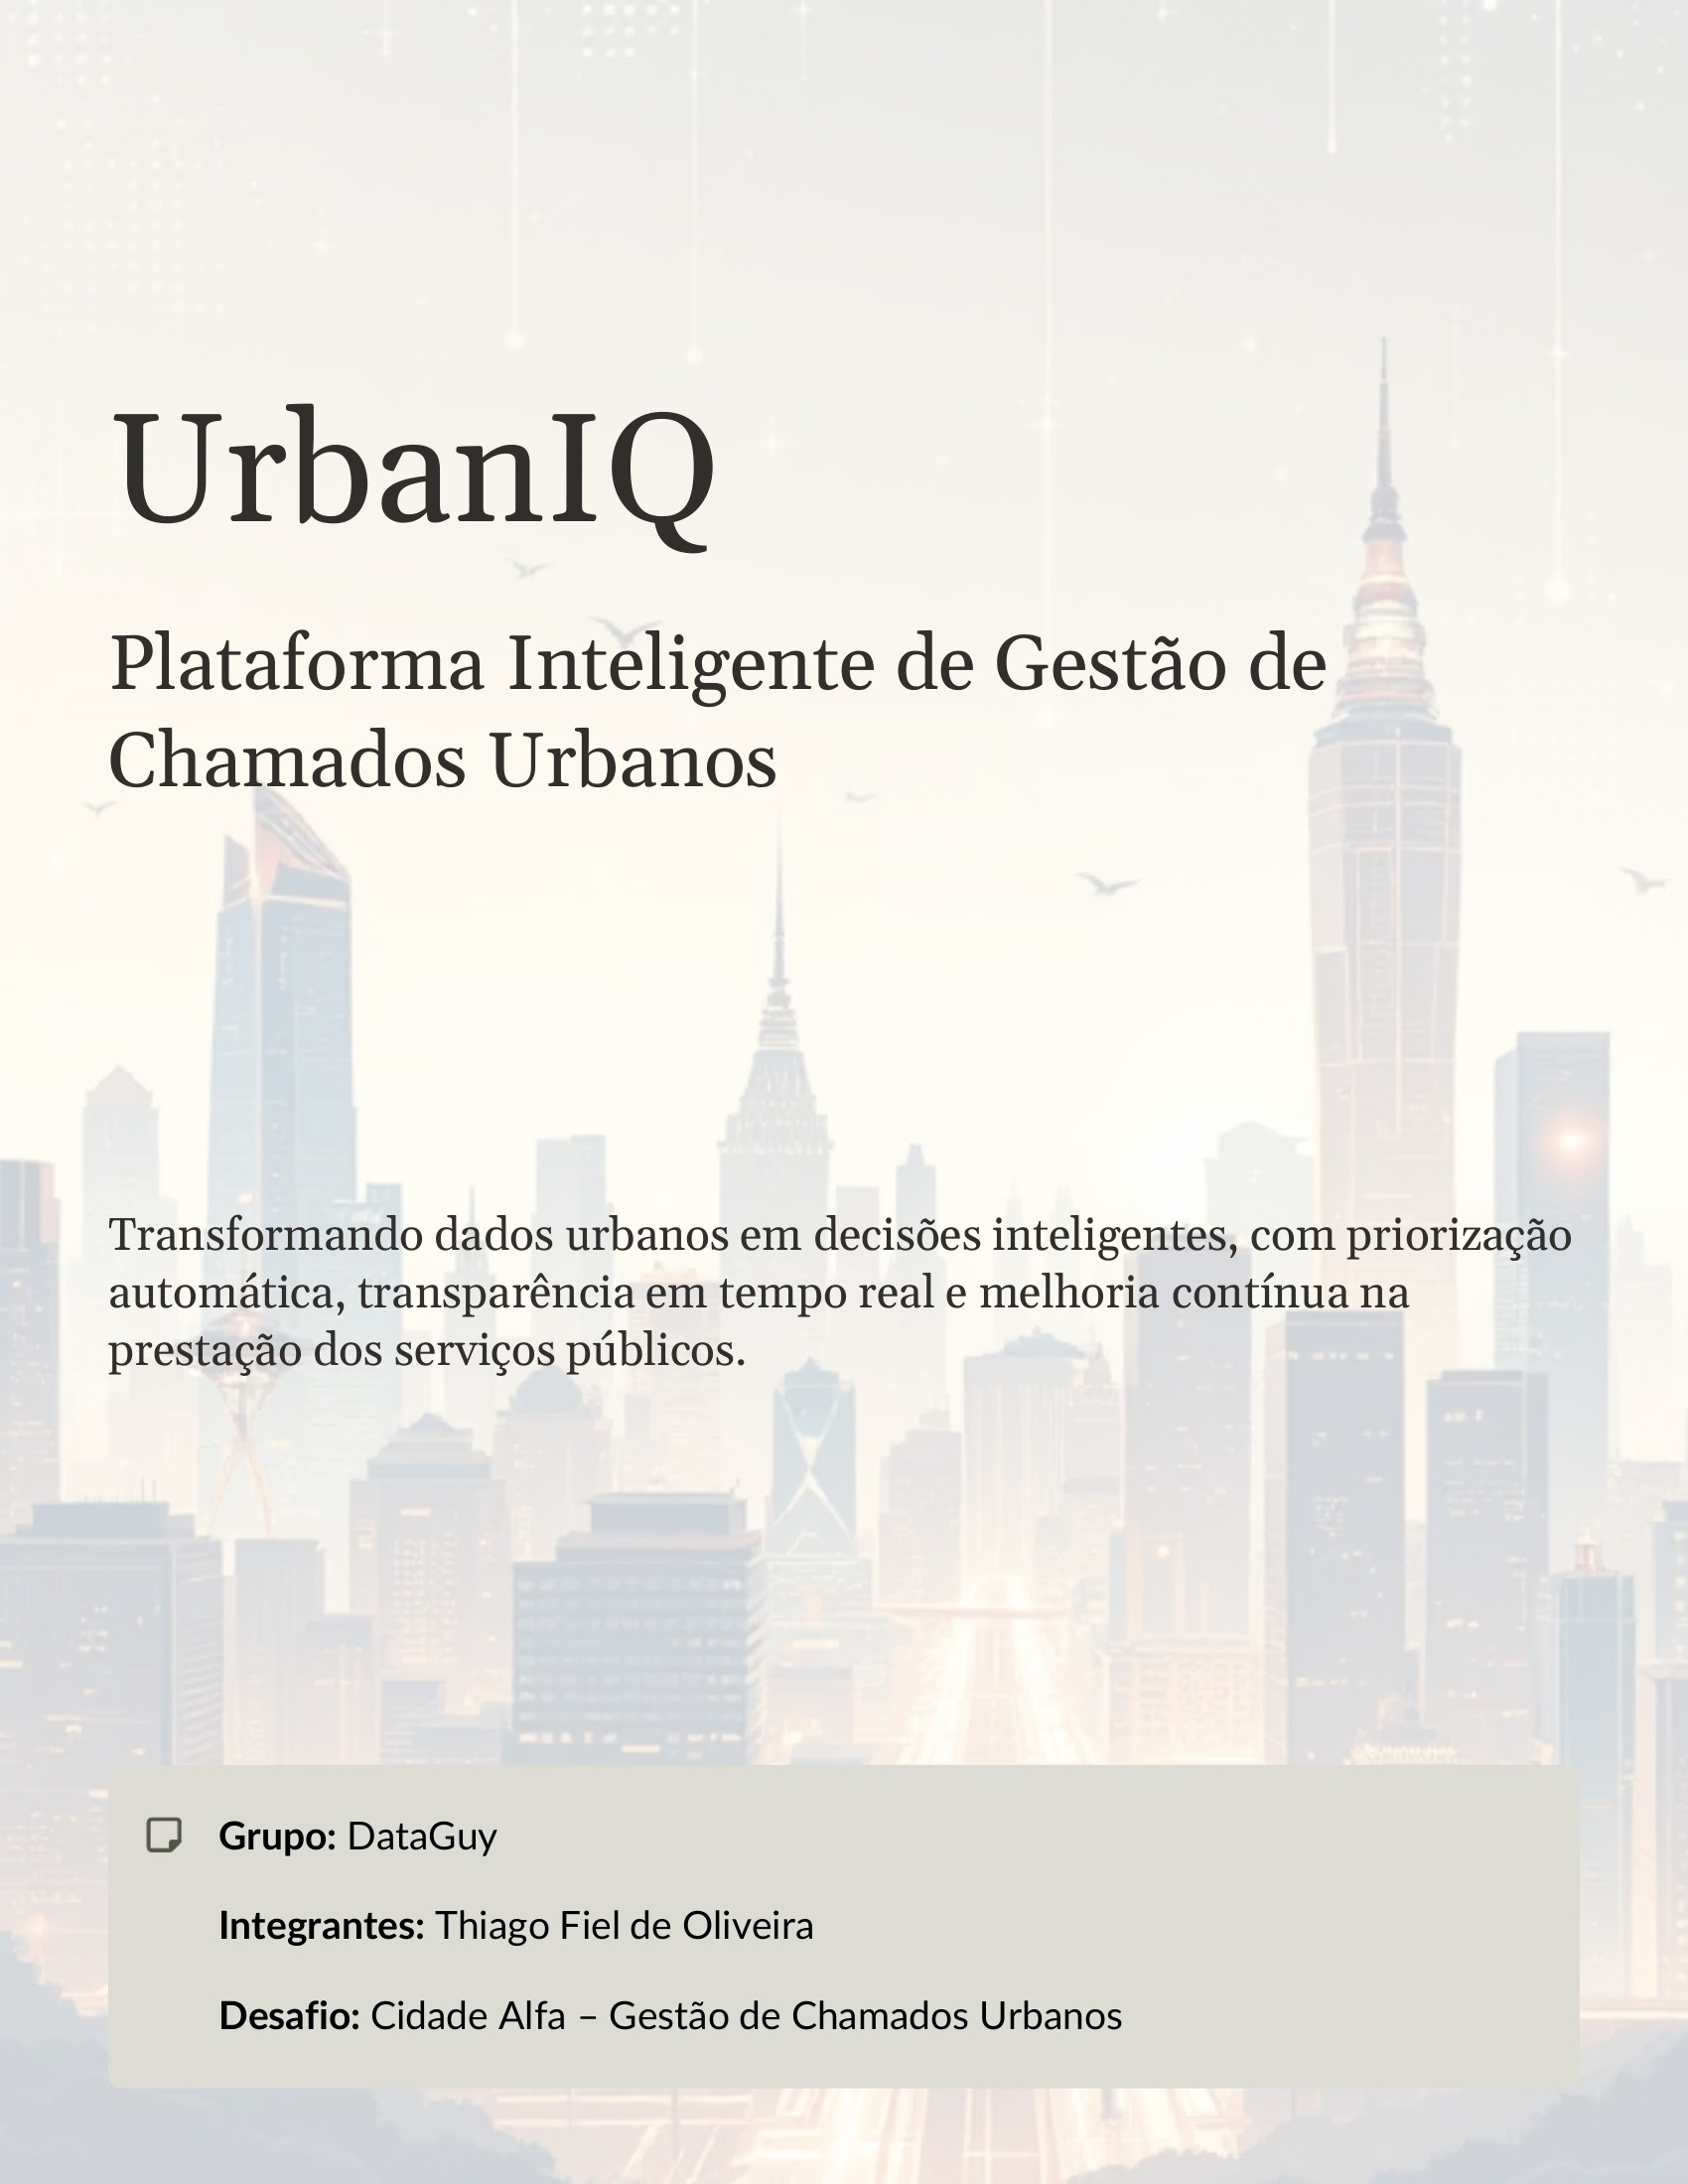 UrbanIQ
Plataforma Inteligente de Gestão de
Chamados Urbanos
Transformando dados urbanos em decisões inteligentes, com priorização
automática, transparência em tempo real e melhoria contínua na
prestação dos serviços públicos.
Grupo: DataGuy
Integrantes: Thiago Fiel de Oliveira
Desafio: Cidade Alfa – Gestão de Chamados Urbanos